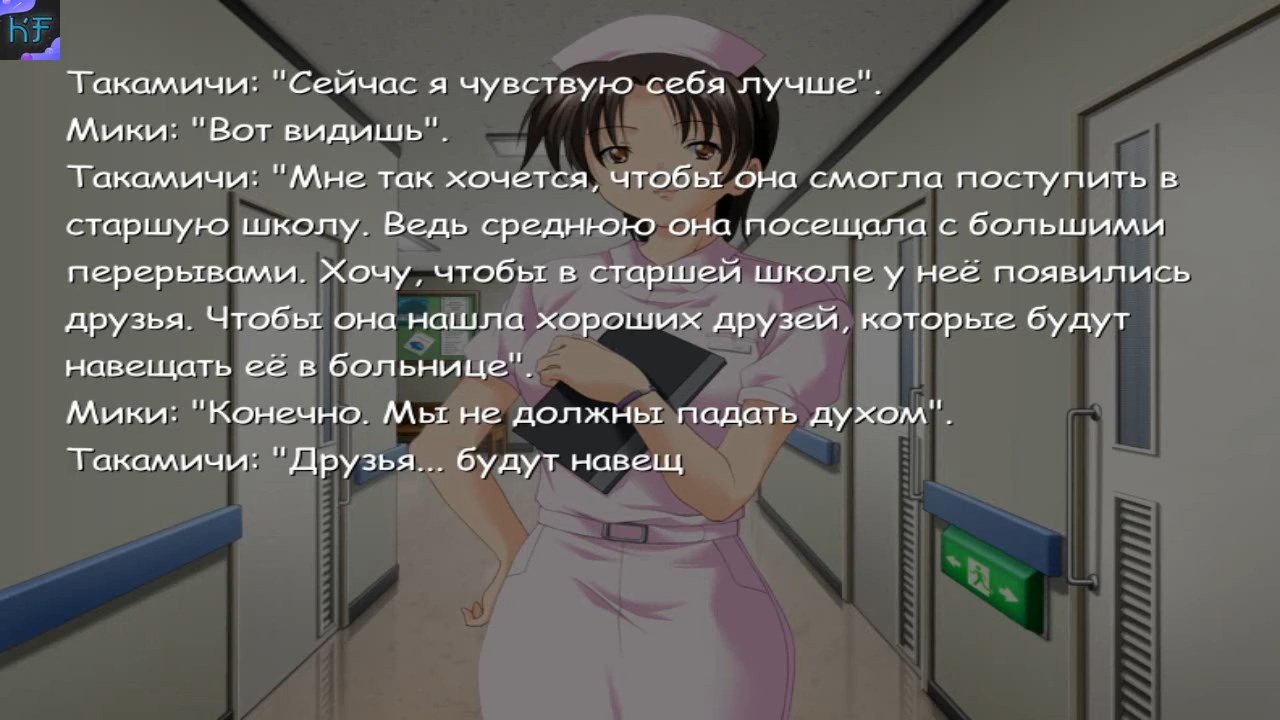 KF
Такамичи: "Сейчас я чувствую себя лучше".
Мики: "Вот видишь".
Такамичи: "Мне так хочется, чтобы она смогла поступить в
старшую школу. Ведь среднюю она посещала с большими
перерывами. Хочу, чтобы в старшей школе у неё появились
друзья. Чтобы она нашла хороших друзей, которые будут
навещать её в больнице".
Мики: "Конечно. Мы не должны падать духом".
Такамичи: "Друзья... будут навещ